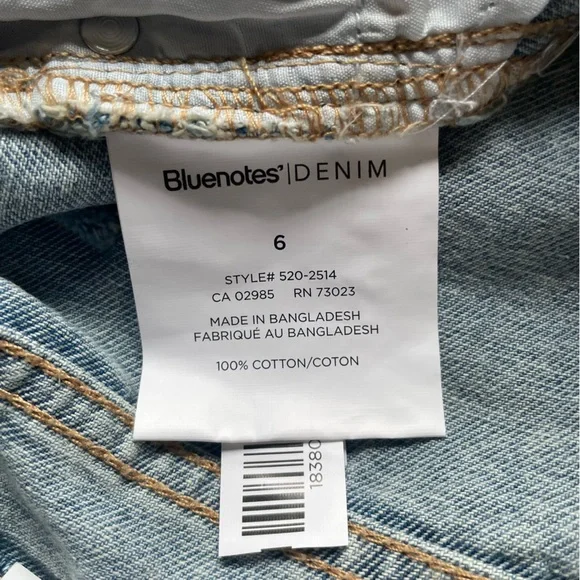 Bluenotes' | DENIM
6
STYLE# 520-2514
CA 02985 RN 73023
MADE IN BANGLADESH
FABRIQUÉ AU BANGLADESH
100% COTTON/COTON
18380